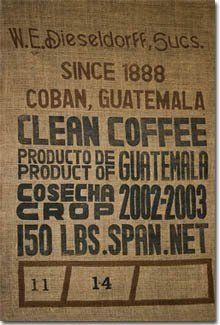 W.E. Dieseldorff, Sucs.
SINCE 1888
COBAN, GUATEMALA
CLEAN COFFEE
PRODUCTO DE
PRODUCT OF GUATEMALA
COSECHA
CROP 2002-2003
150 LBS. SPAN. NET
11 14